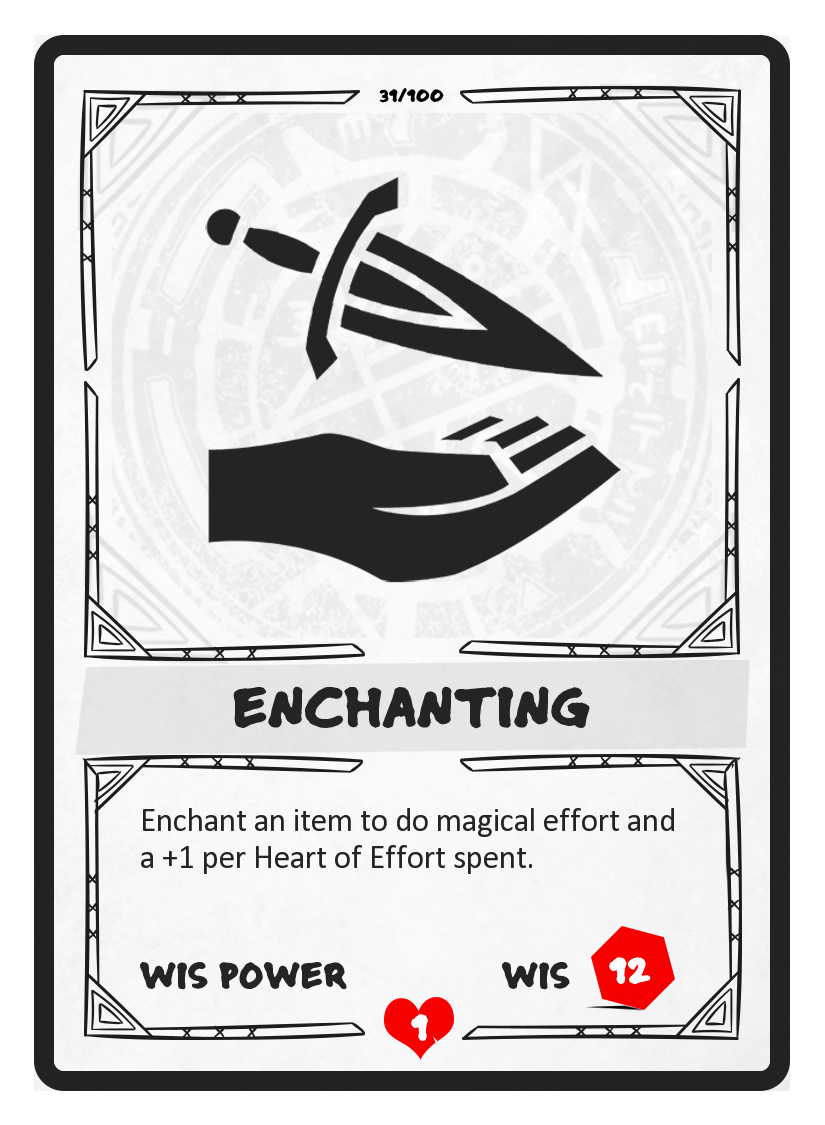 31/100
ENCHANTING
Enchant an item to do magical effort and
a +1 per Heart of Effort spent.
WIS POWER
WIS 12
1